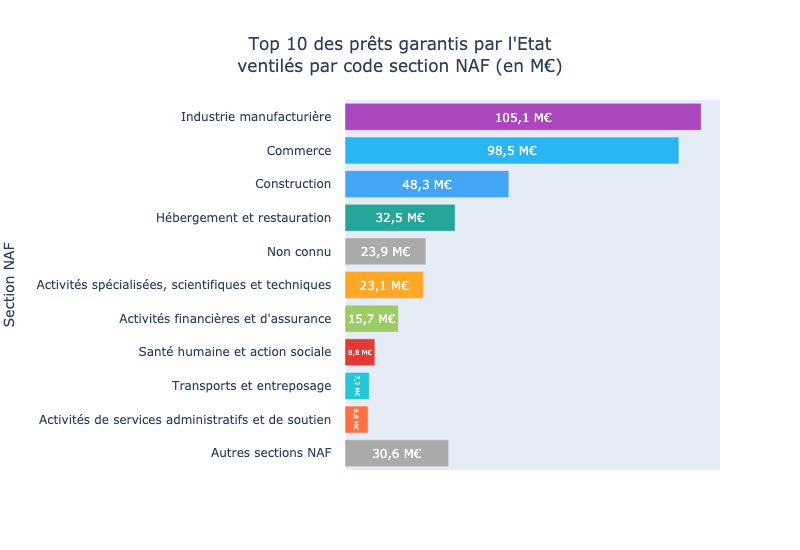 Top 10 des prêts garantis par l'Etat
ventilés par code section NAF (en M€)
Section NAF
Industrie manufacturière 105,1 M€
Commerce 98,5 M€
Construction 48,3 M€
Hébergement et restauration 32,5 M€
Non connu 23,9 M€
Activités spécialisées, scientifiques et techniques 23,1 M€
Activités financières et d'assurance 15,7 M€
Santé humaine et action sociale 8,8 M€
Transports et entreposage 7,2 M€
Activités de services administratifs et de soutien 6,8 M€
Autres sections NAF 30,6 M€